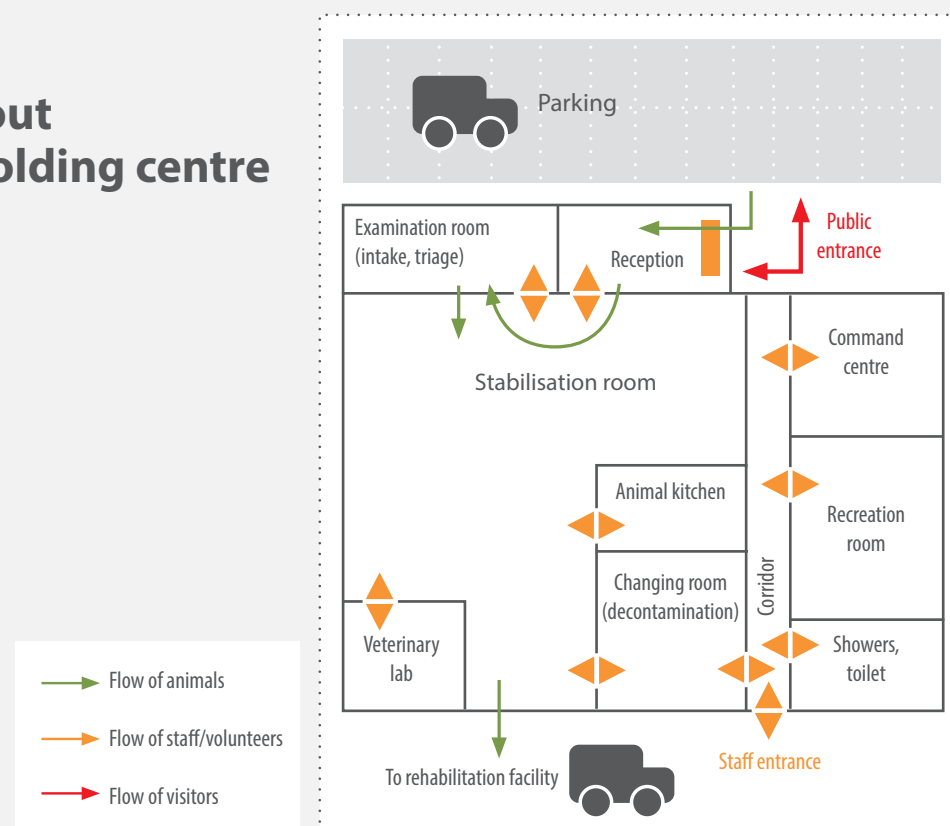 out
olding centre
Parking
Examination room
(intake, triage)
Reception
Public
entrance
Command
centre
Stabilisation room
Animal kitchen
Recreation
room
Changing room
(decontamination)
Corridor
Veterinary
lab
Showers,
toilet
Staff entrance
To rehabilitation facility
Flow of animals
Flow of staff/volunteers
Flow of visitors